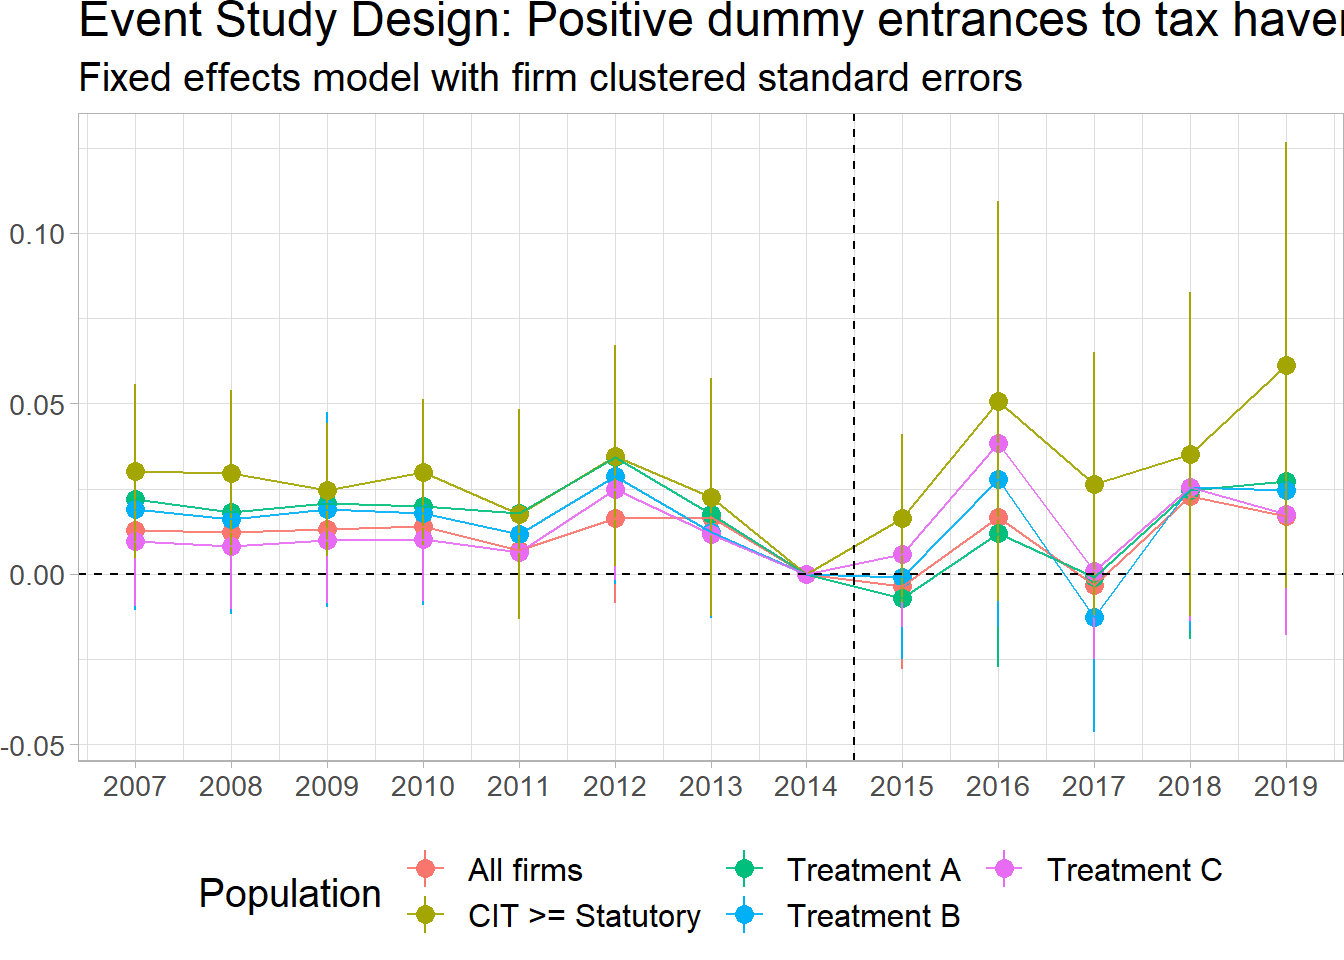 Event Study Design: Positive dummy entrances to tax haven
Fixed effects model with firm clustered standard errors
0.10
0.05
0.00
-0.05
2007 2008 2009 2010 2011 2012 2013 2014 2015 2016 2017 2018 2019
Population
All firms
CIT >= Statutory
Treatment A
Treatment B
Treatment C